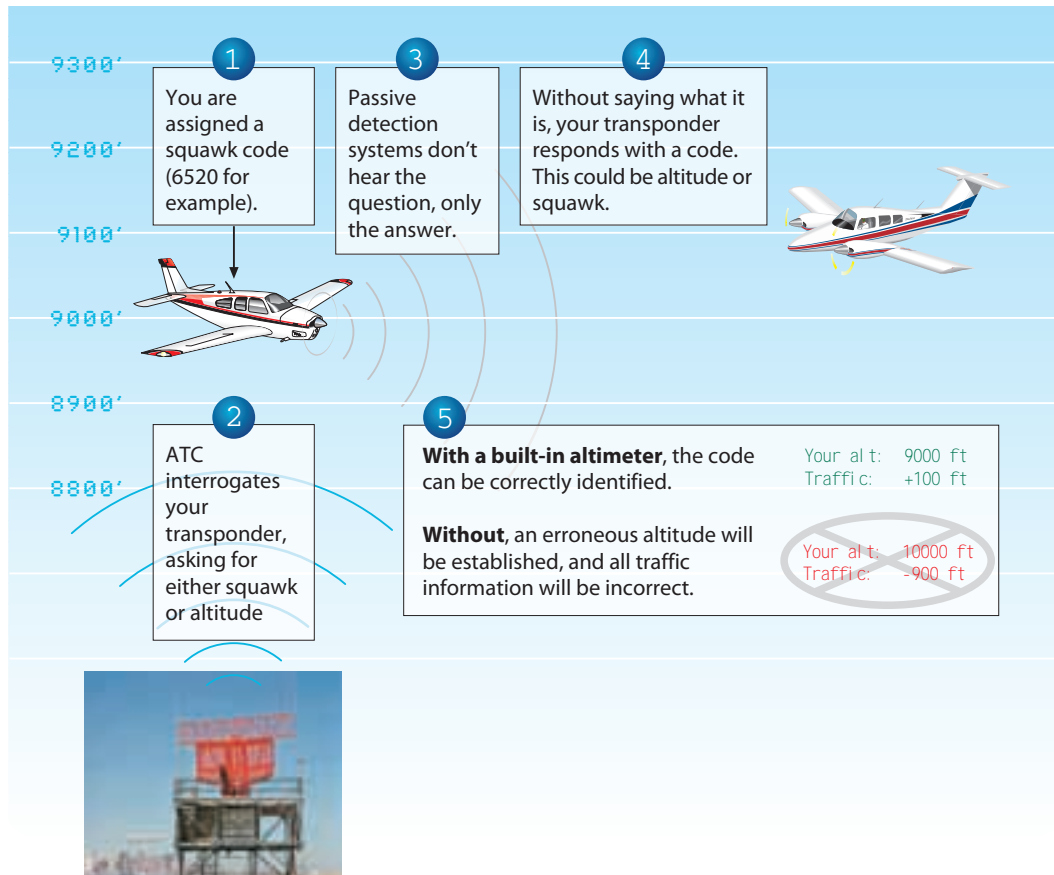 9300'
9200'
9100'
9000'
8900'
8800'
1
You are
assigned a
squawk code
(6520 for
example).
2
ATC
interrogates
your
transponder,
asking for
either squawk
or altitude
3
Passive
detection
systems don't
hear the
question, only
the answer.
4
Without saying what it
is, your transponder
responds with a code.
This could be altitude or
squawk.
5
With a built-in altimeter, the code
can be correctly identified.
Without, an erroneous altitude will
be established, and all traffic
information will be incorrect.
Your alt: 9000 ft
Traffic: +100 ft
Your alt: 10000 ft
Traffic: -900 ft